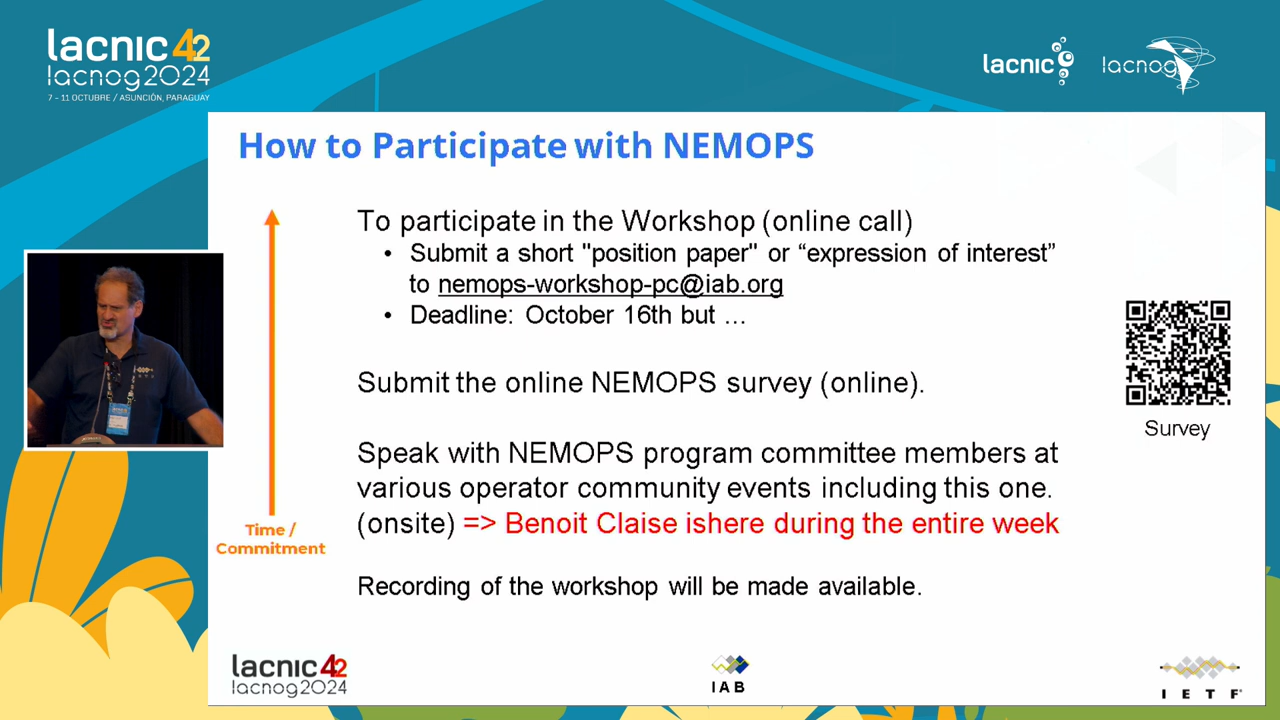 lacnic 42
lacnog2024
7 - 11 OCTUBRE / ASUNCIÓN, PARAGUAY
lacnic
lacnog
How to Participate with NEMOPS
To participate in the Workshop (online call)
• Submit a short "position paper" or “expression of interest”
to nemops-workshop-pc@iab.org
• Deadline: October 16th but ...
Submit the online NEMOPS survey (online).
Survey
Speak with NEMOPS program committee members at
various operator community events including this one.
(onsite) => Benoit Claise ishere during the entire week
Time /
Commitment
Recording of the workshop will be made available.
lacnic 42
lacnog2024
IAB
IETF